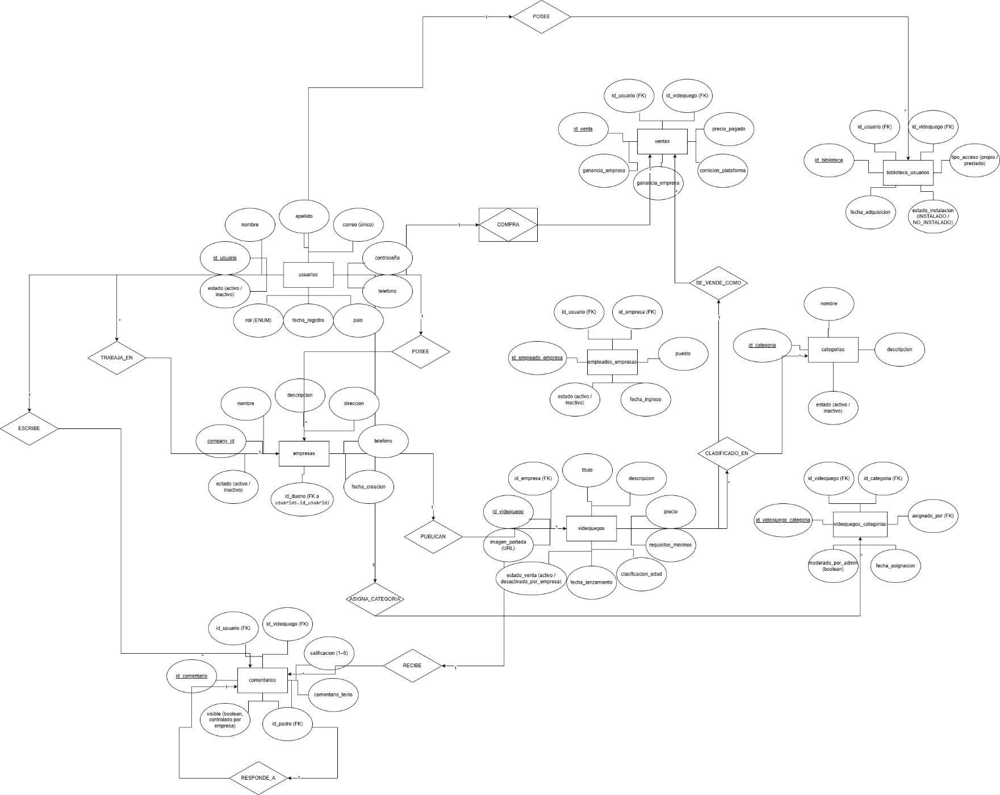 POSEE
1
*
id_usuario (FK)
id_videojuego (FK)
id_venta
precio_pagado
ventas
ganancia_empresa
*
ganancia_empresa
comision_plataforma
*
id_usuario (FK)
id_videojuego (FK)
id_biblioteca
tipo_acceso (propio /
prestado)
biblioteca_usuarios
fecha_adquisicion
estado_instalacion
(INSTALADO /
NO_INSTALADO)
nombre
apellido
correo (único)
1
COMPRA
id_usuario
contraseña
usuarios
estado (activo /
inactivo)
telefono
rol (ENUM)
fecha_registro
pais
*
1
TRABAJA_EN
POSEE
SE_VENDE_COMO
1
id_usuario (FK)
id_empresa (FK)
id_empleado_empresa
puesto
empleados_empresas
estado (activo /
inactivo)
fecha_ingreso
nombre
id_categoria
*
categorias
descripcion
estado (activo /
inactivo)
1
ESCRIBE
nombre
descripcion
direccion
*
company_id
telefono
1
empresas
estado (activo /
inactivo)
id_dueno (FK a
usuarios.id_usuario)
fecha_creacion
CLASIFICADO_EN
*
1
PUBLICAN
id_empresa (FK)
titulo
descripcion
id_videojuego
precio
*
videojuegos
imagen_portada
(URL)
requisitos_minimos
estado_venta (activo /
desactivado_por_empresa)
fecha_lanzamiento
clasificacion_edad
id_videojuego (FK)
id_categoria (FK)
id_videojuego_categoria
asignado_por (FK)
videojuegos_categorias
*
moderado_por_admin
(boolean)
fecha_asignacion
1
ASIGNA_CATEGORIA
id_usuario (FK)
id_videojuego (FK)
*
calificacion (1–5)
RECIBE
1
id_comentario
*
comentarios
1
comentario_texto
visible (boolean,
controlado por
empresa)
id_padre (FK)
RESPONDE_A
1